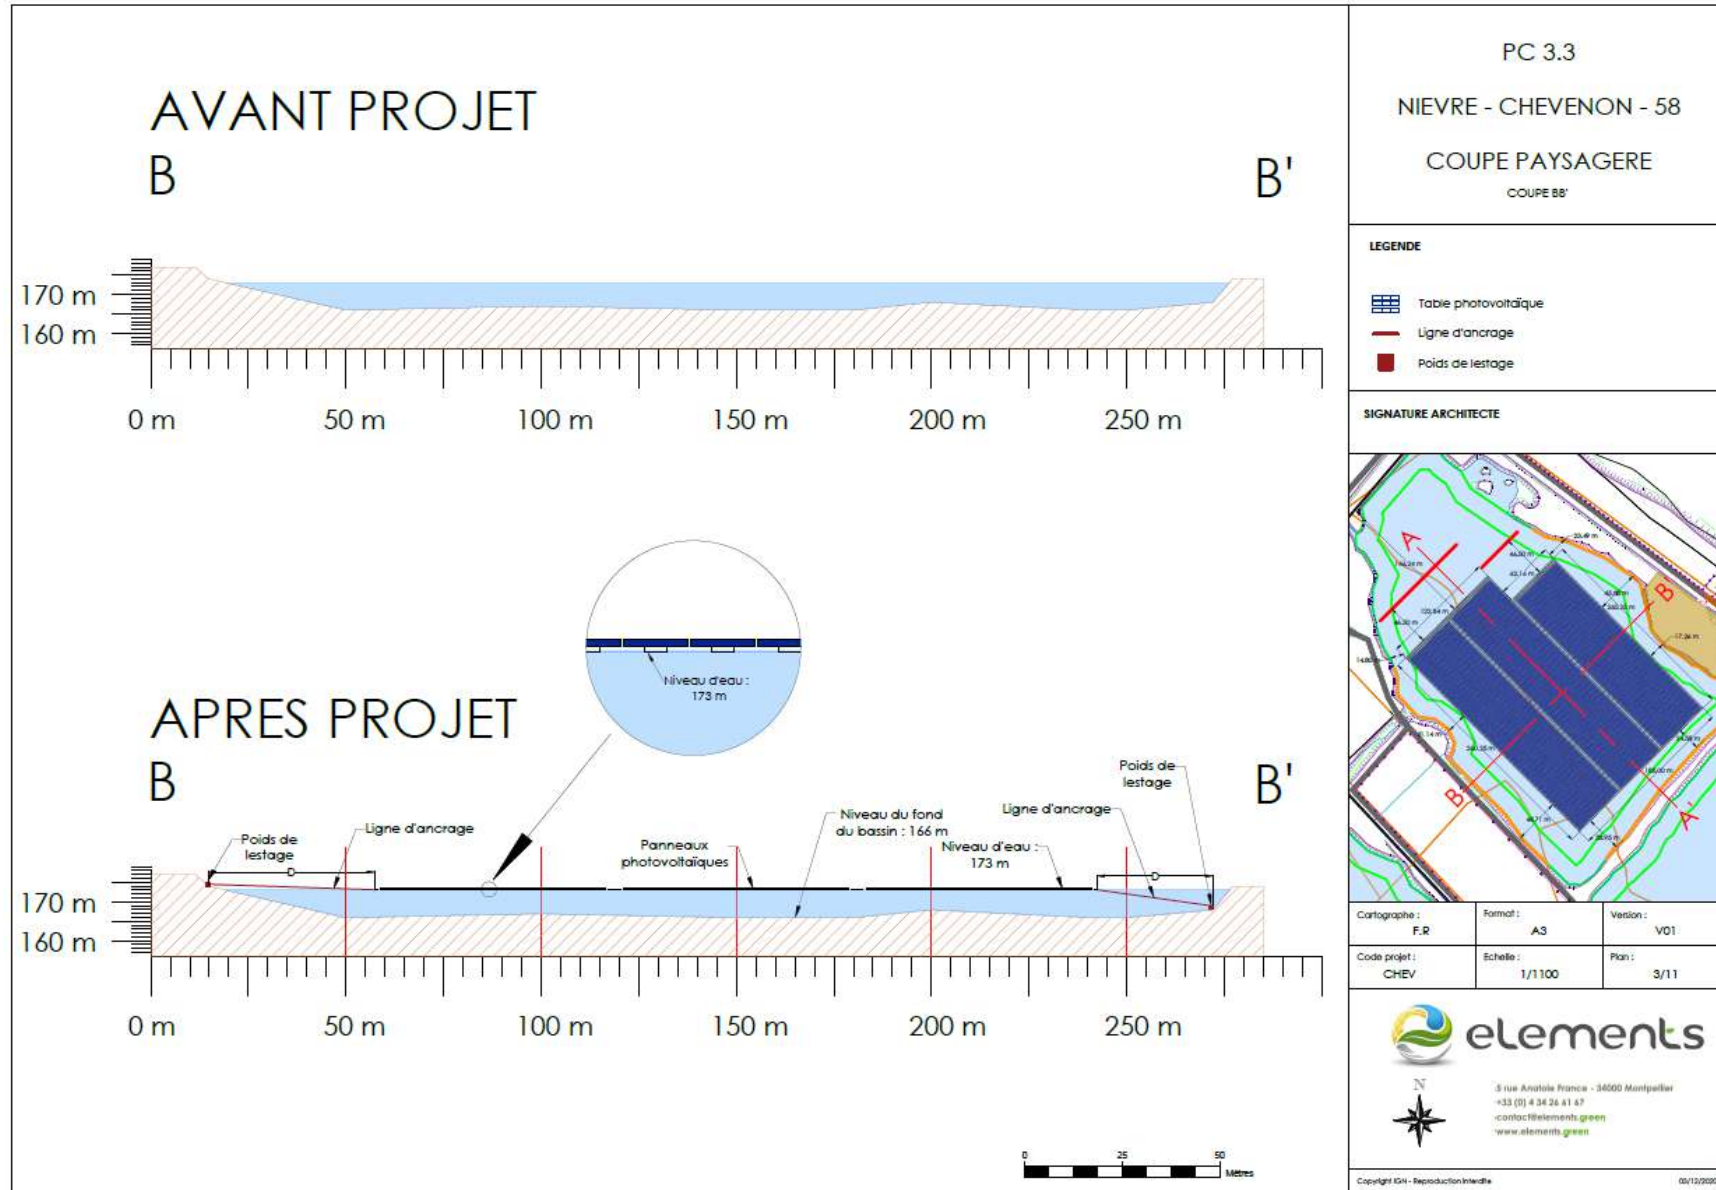 AVANT PROJET
B
B'
170 m
160 m
0 m
50 m
100 m
150 m
200 m
250 m
Niveau d'eau :
173 m
APRES PROJET
B
B'
Poids de
lestage
Ligne d'ancrage
D
Panneaux
photovoltaïques
Niveau du fond
du bassin : 166 m
Niveau d'eau :
173 m
Ligne d'ancrage
Poids de
lestage
D
170 m
160 m
0 m
50 m
100 m
150 m
200 m
250 m
0
25
50
Mètres
PC 3.3
NIEVRE - CHEVENON - 58
COUPE PAYSAGERE
COUPE BB'
LEGENDE
Table photovoltaïque
Ligne d'ancrage
Poids de lestage
SIGNATURE ARCHITECTE
A
B
B
A'
Cartographe :
F.R
Format :
A3
Version :
V01
Code projet :
CHEV
Echelle :
1/1100
Plan :
3/11
elements
N
5 rue Anatole France - 34000 Montpellier
+33 (0) 4 34 26 61 67
contact@elements.green
www.elements.green
Copyright IGN - Reproduction interdite